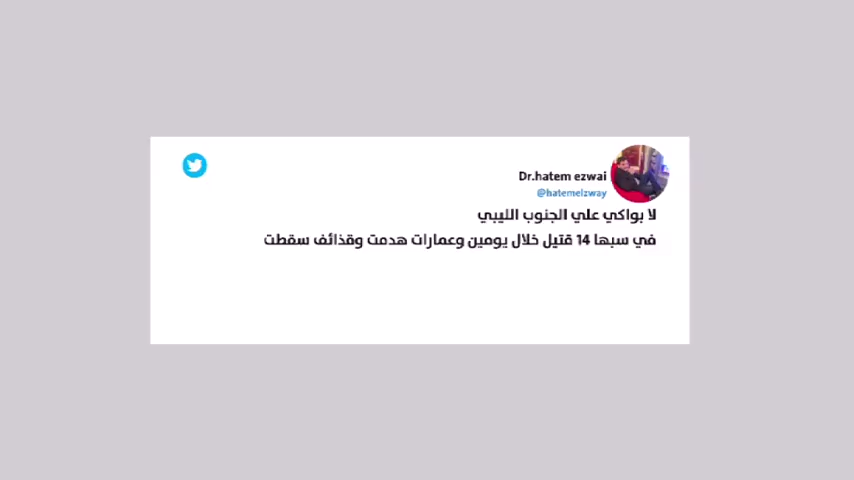 Dr.hatem ezwai
@hatemelzway
لا بواكي علي الجنوب الليبي
في سبها 14 قتيل خلال يومين وعمارات هدمت وقذائف سقطت